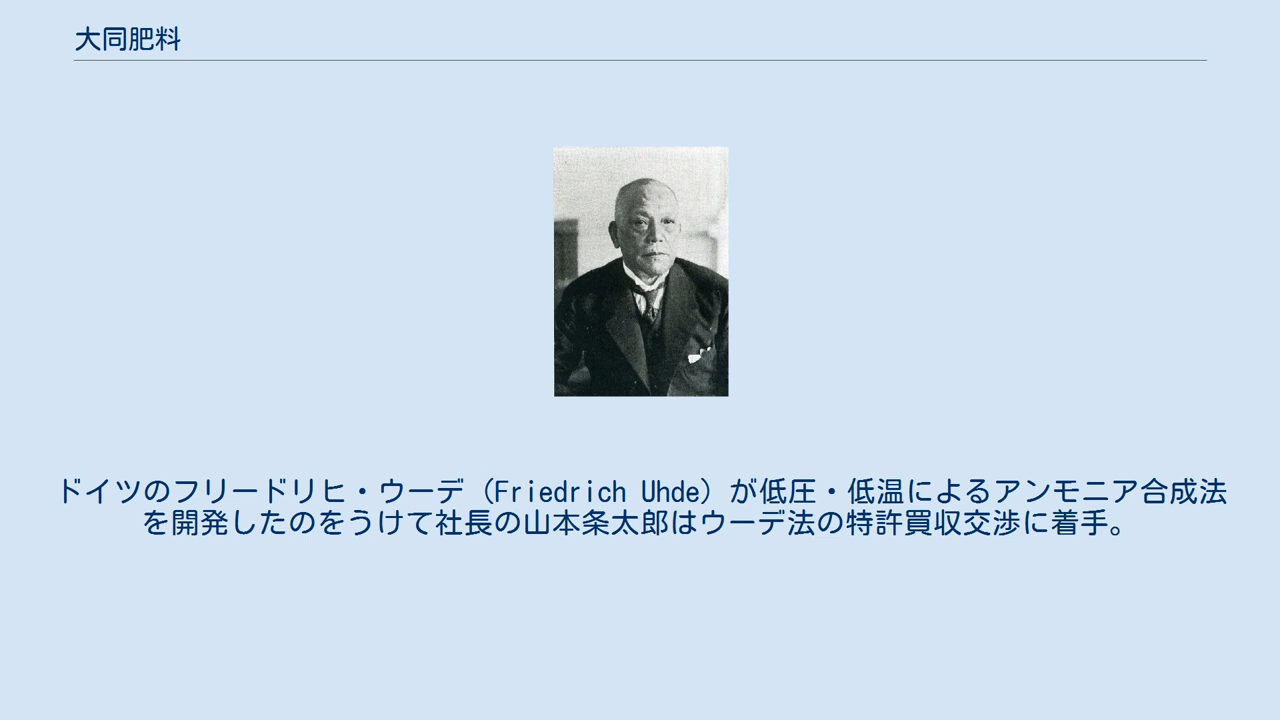 大同肥料
ドイツのフリードリヒ・ウーデ（Friedrich Uhde）が低圧・低温によるアンモニア合成法
を開発したのをうけて社長の山本条太郎はウーデ法の特許買収交渉に着手。